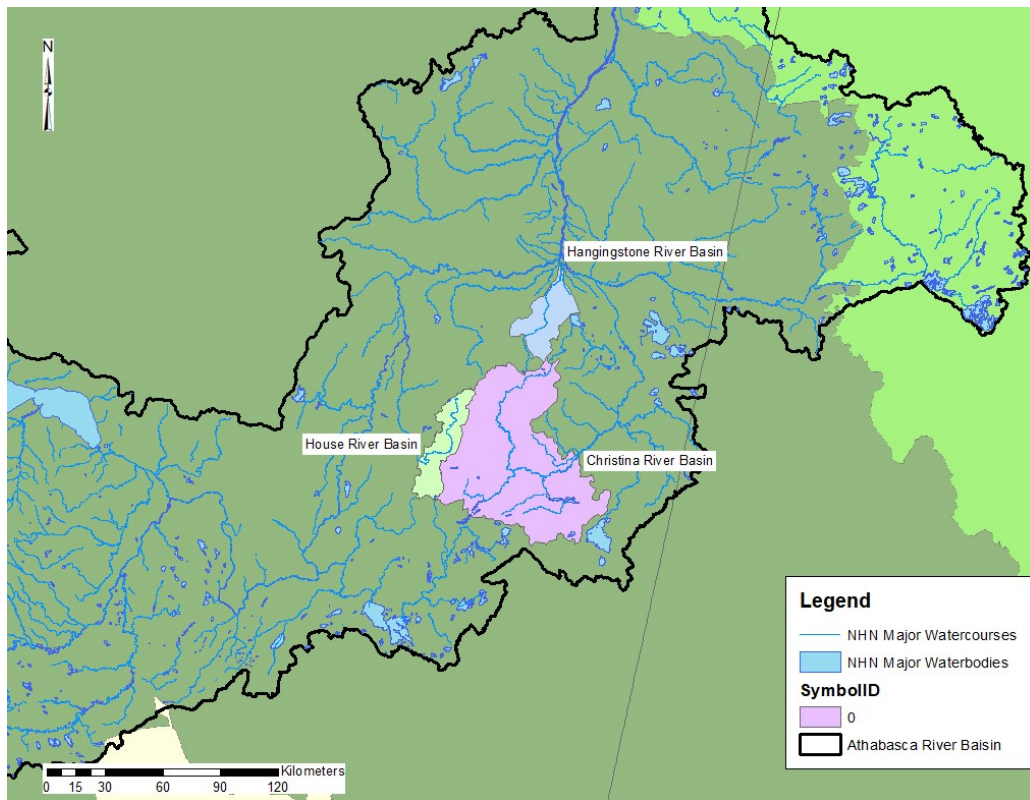 N
Hangingstone River Basin
House River Basin
Christina River Basin
Legend
NHN Major Watercourses
NHN Major Waterbodies
SymbolID
0
Athabasca River Baisin
Kilometers
0 15 30 60 90 120